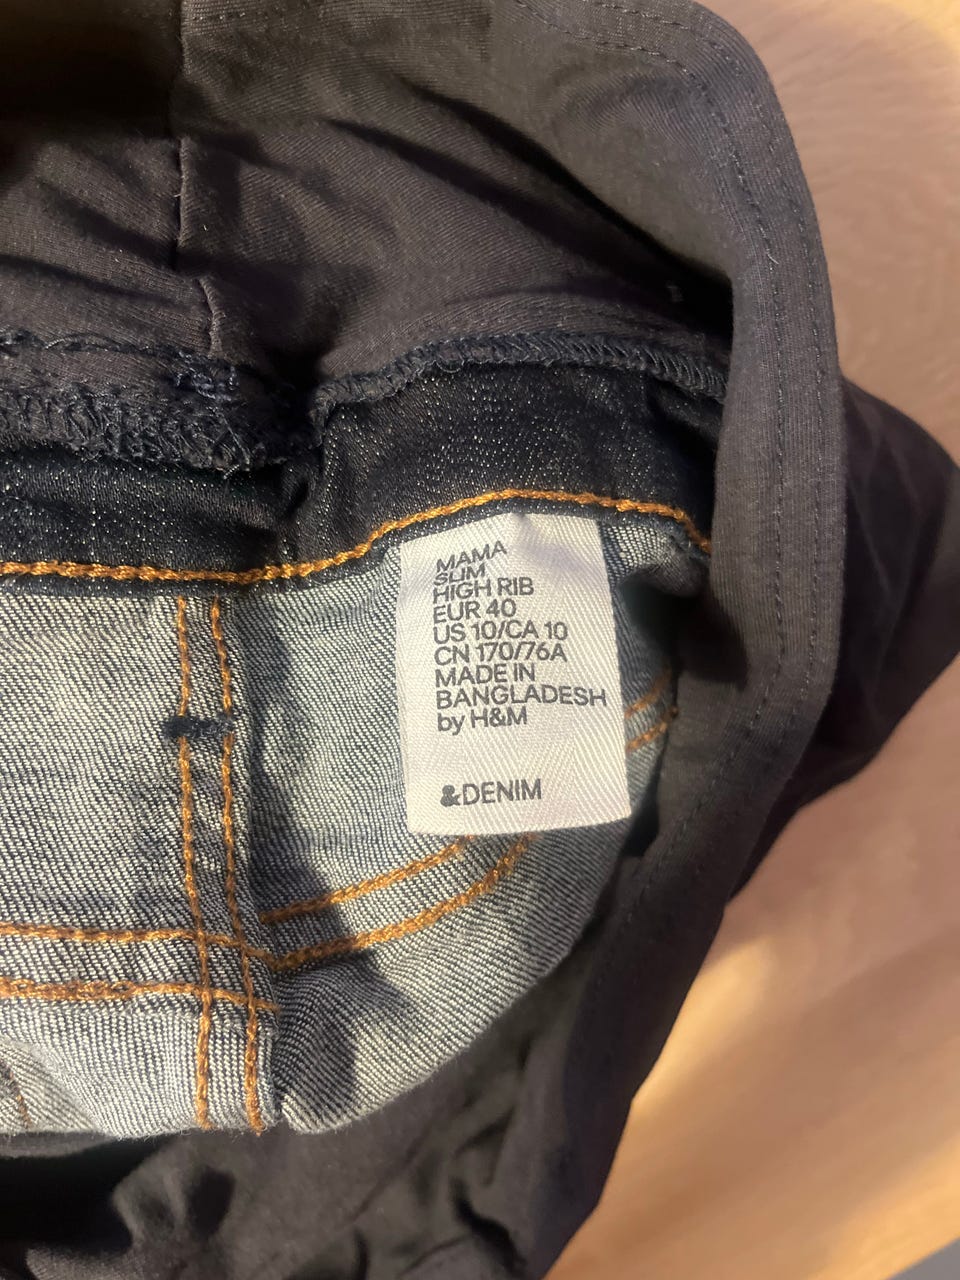 MAMA
SLIM
HIGH RIB
EUR 40
US 10/CA 10
CN 170/76A
MADE IN
BANGLADESH
by H&M
&DENIM